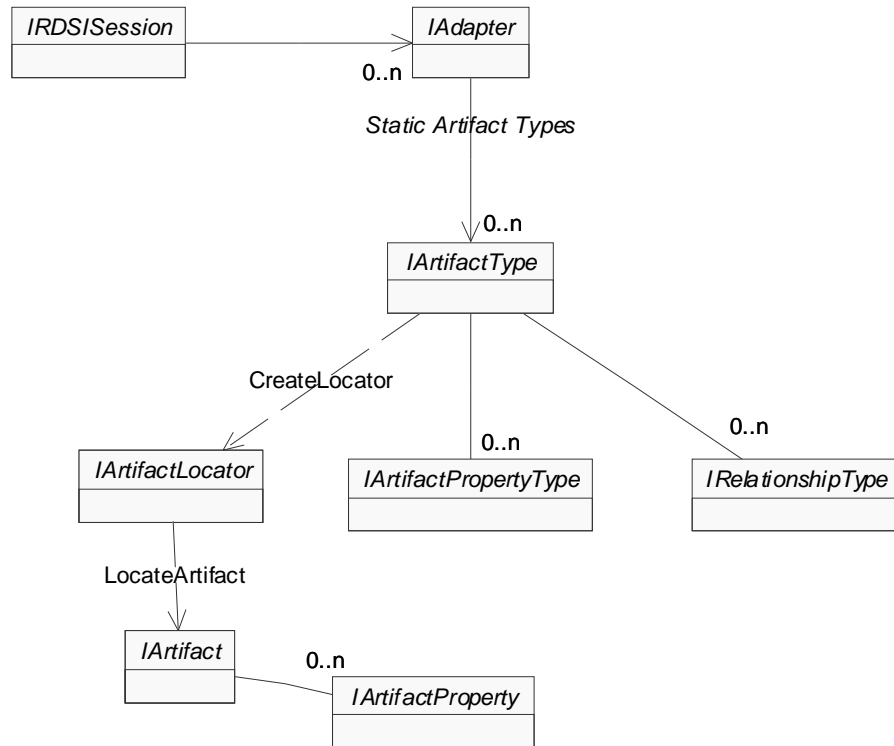 IRDSISession
IAdapter
0..n
Static Artifact Types
0..n
IArtifactType
CreateLocator
0..n
0..n
IArtifactLocator
IArtifactPropertyType
IRelationshipType
LocateArtifact
IArtifact
0..n
IArtifactProperty